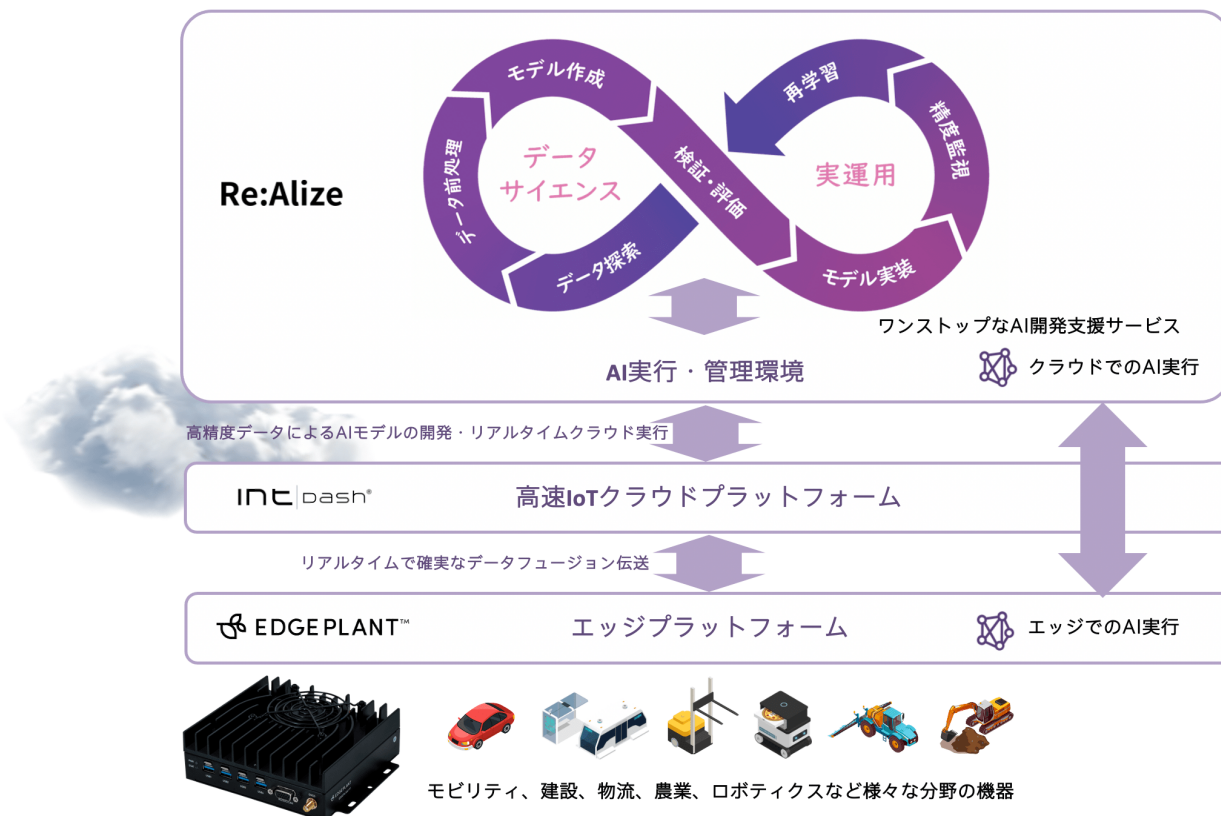 Re:Alize
モデル作成
データ前処理
データ
サイエンス
データ探索
検証・評価
再学習
実運用
精度監視
モデル実装
ワンストップなAI開発支援サービス
AI実行・管理環境
クラウドでのAI実行
高精度データによるAIモデルの開発・リアルタイムクラウド実行
INt|DasH®
高速IoTクラウドプラットフォーム
リアルタイムで確実なデータフュージョン伝送
EDGEPLANT™
エッジプラットフォーム
エッジでのAI実行
モビリティ、建設、物流、農業、ロボティクスなど様々な分野の機器